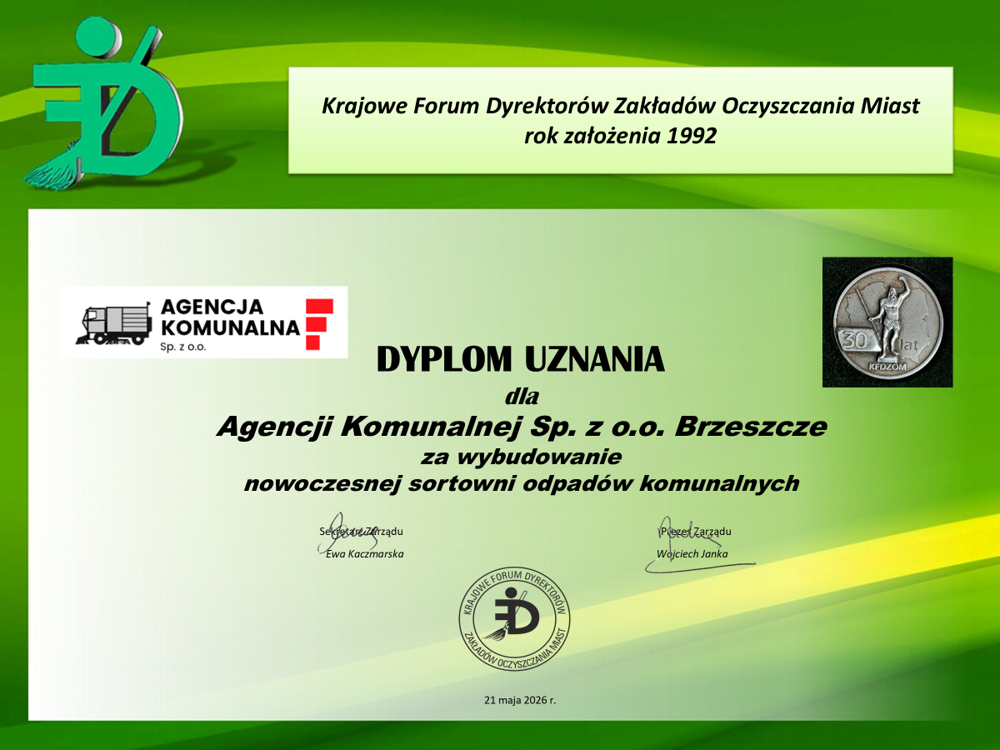 Krajowe Forum Dyrektorów Zakładów Oczyszczania Miast
rok założenia 1992
AGENCJA
KOMUNALNA
Sp. z o.o.
30 lat
KFDZOM
DYPLOM UZNANIA
dla
Agencji Komunalnej Sp. z o.o. Brzeszcze
za wybudowanie
nowoczesnej sortowni odpadów komunalnych
Sekretarz Zarządu
Ewa Kaczmarska
Prezes Zarządu
Wojciech Janka
KRAJOWE FORUM DYREKTORÓW
ZAKŁADÓW OCZYSZCZANIA MIAST
21 maja 2026 r.